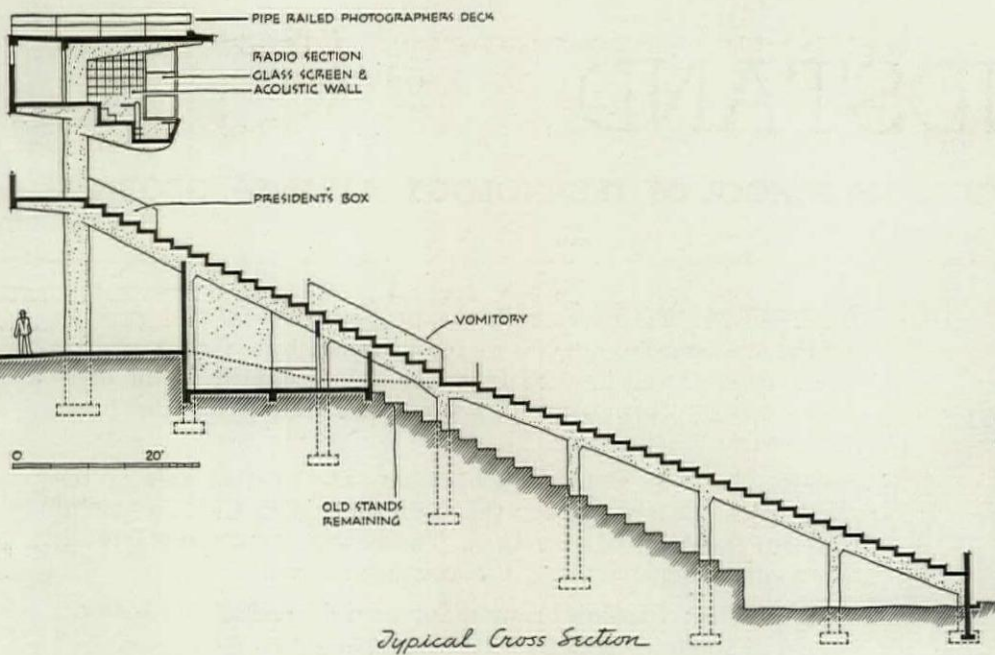 PIPE RAILED PHOTOGRAPHERS DECK
RADIO SECTION
GLASS SCREEN &
ACOUSTIC WALL
PRESIDENT'S BOX
VOMITORY
0 20'
OLD STANDS
REMAINING
Typical Cross Section